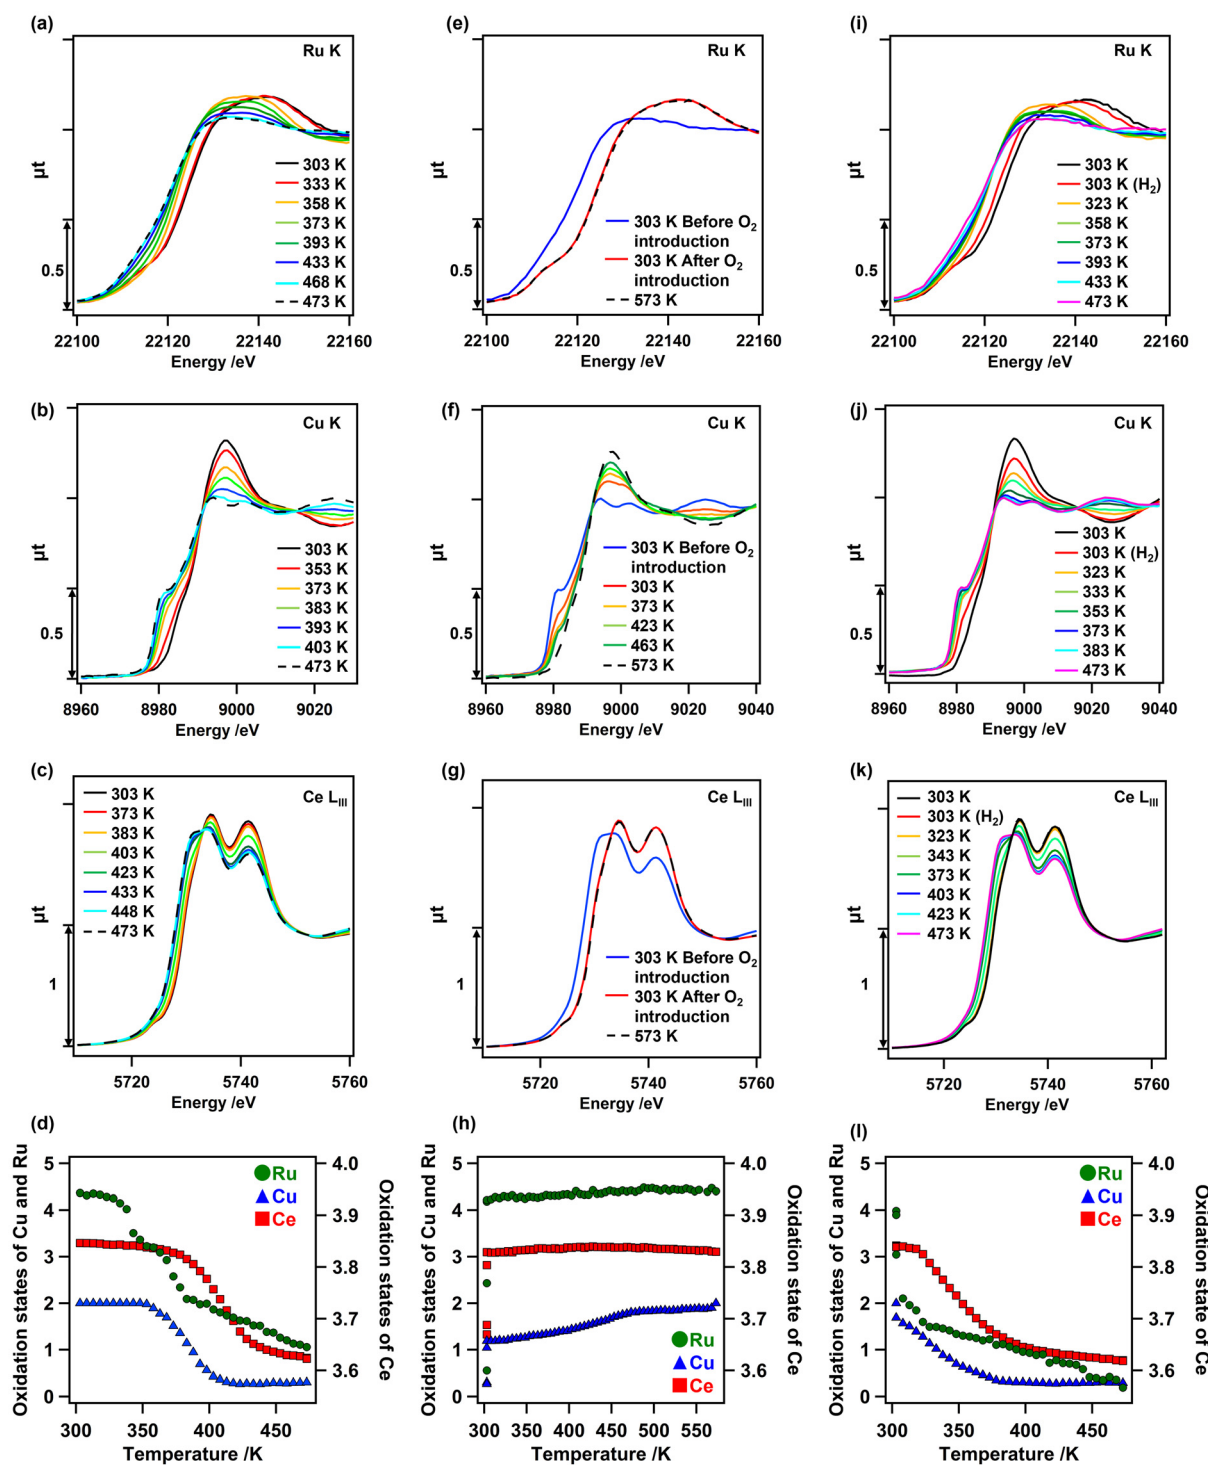 (a)
Ru K
µt
0.5
303 K
333 K
358 K
373 K
393 K
433 K
468 K
473 K
22100 22120 22140 22160
Energy /eV
(e)
Ru K
µt
0.5
303 K Before O₂
introduction
303 K After O₂
introduction
573 K
22100 22120 22140 22160
Energy /eV
(i)
Ru K
µt
0.5
303 K
303 K (H₂)
323 K
358 K
373 K
393 K
433 K
473 K
22100 22120 22140 22160
Energy /eV
(b)
Cu K
µt
0.5
303 K
353 K
373 K
383 K
393 K
403 K
473 K
8960 8980 9000 9020
Energy /eV
(f)
Cu K
µt
0.5
303 K Before O₂
introduction
303 K
373 K
423 K
463 K
573 K
8960 8980 9000 9020 9040
Energy /eV
(j)
Cu K
µt
0.5
303 K
303 K (H₂)
323 K
333 K
353 K
373 K
383 K
473 K
8960 8980 9000 9020 9040
Energy /eV
(c)
Ce LIII
µt
1
303 K
373 K
383 K
403 K
423 K
433 K
448 K
473 K
5720 5740 5760
Energy /eV
(g)
Ce LIII
µt
1
303 K Before O₂
introduction
303 K After O₂
introduction
573 K
5720 5740 5760
Energy /eV
(k)
Ce LIII
µt
1
303 K
303 K (H₂)
323 K
343 K
373 K
403 K
423 K
473 K
5720 5740 5760
Energy /eV
(d)
Oxidation states of Cu and Ru
5
4
3
2
1
0
Ru
Cu
Ce
4.0
3.9
3.8
3.7
3.6
Oxidation states of Ce
300 350 400 450
Temperature /K
(h)
Oxidation states of Cu and Ru
5
4
3
2
1
0
Ru
Cu
Ce
4.0
3.9
3.8
3.7
3.6
Oxidation state of Ce
300 350 400 450 500 550
Temperature /K
(l)
Oxidation states of Cu and Ru
5
4
3
2
1
0
Ru
Cu
Ce
4.0
3.9
3.8
3.7
3.6
Oxidation state of Ce
300 350 400 450
Temperature /K